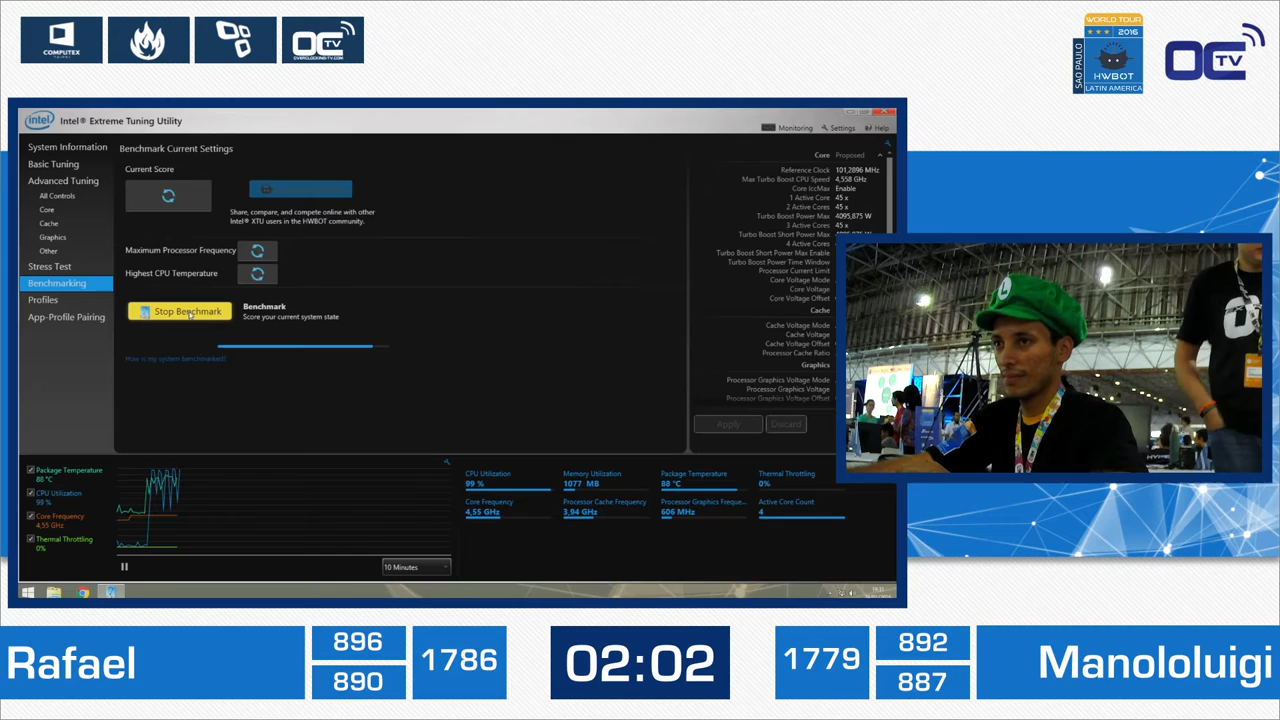 COMPUTEX
OCTV
OVERCLOCKING-TV.COM
WORLD TOUR
2016
SAO PAULO
HWBOT
LATIN AMERICA
OCTV
intel
Intel® Extreme Tuning Utility
Monitoring
Settings
Help
System Information
Basic Tuning
Advanced Tuning
All Controls
Core
Cache
Graphics
Other
Stress Test
Benchmarking
Profiles
App-Profile Pairing
Benchmark Current Settings
Current Score
Share, compare, and compete online with other
Intel® XTU users in the HWBOT community.
Maximum Processor Frequency
Highest CPU Temperature
Stop Benchmark
Benchmark
Score your current system state
How is my system benchmarked?
Core Proposed
Reference Clock 101,2896 MHz
Max Turbo Boost CPU Speed 4,558 GHz
Core IccMax Enable
1 Active Core 45 x
2 Active Cores 45 x
Turbo Boost Power Max 4095,875 W
3 Active Cores 45 x
Turbo Boost Short Power Max 4095,875 W
4 Active Cores
Turbo Boost Short Power Max Enable
Turbo Boost Power Time Window
Processor Current Limit
Core Voltage Mode
Core Voltage
Core Voltage Offset
Cache
Cache Voltage Mode
Cache Voltage
Cache Voltage Offset
Processor Cache Ratio
Graphics
Processor Graphics Voltage Mode
Processor Graphics Voltage
Processor Graphics Voltage Offset
Apply
Discard
Package Temperature
88 °C
CPU Utilization
99 %
Core Frequency
4,55 GHz
Thermal Throttling
0%
10 Minutes
CPU Utilization
99 %
Memory Utilization
1077 MB
Package Temperature
88 °C
Thermal Throttling
0%
Core Frequency
4,55 GHz
Processor Cache Frequency
3,94 GHz
Processor Graphics Freque...
606 MHz
Active Core Count
4
Rafael
896
890
1786
02:02
1779
892
887
Manololuigi